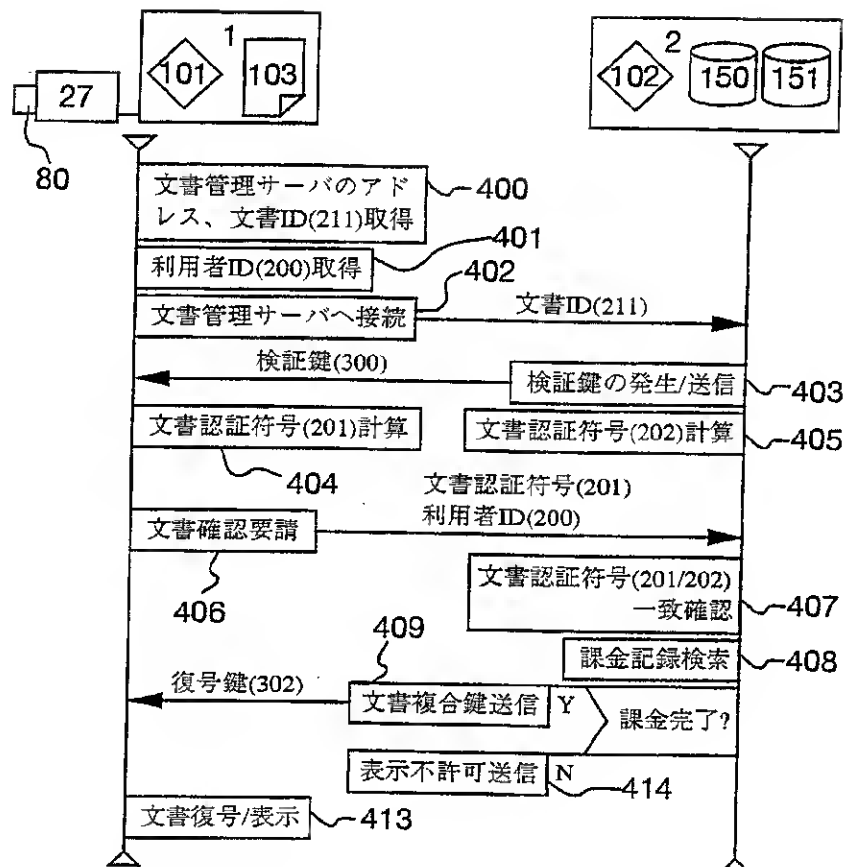 1
101
103
27
80
2
102
150
151
文書管理サーバのアド
レス、文書ID(211)取得
400
利用者ID(200)取得
401
文書管理サーバへ接続
402
文書ID(211)
検証鍵(300)
検証鍵の発生/送信
403
文書認証符号(201)計算
404
文書認証符号(202)計算
405
文書認証符号(201)
利用者ID(200)
文書確認要請
406
文書認証符号(201/202)
一致確認
407
課金記録検索
408
409
復号鍵(302)
文書複合鍵送信
Y
課金完了?
表示不許可送信
N
414
文書復号/表示
413